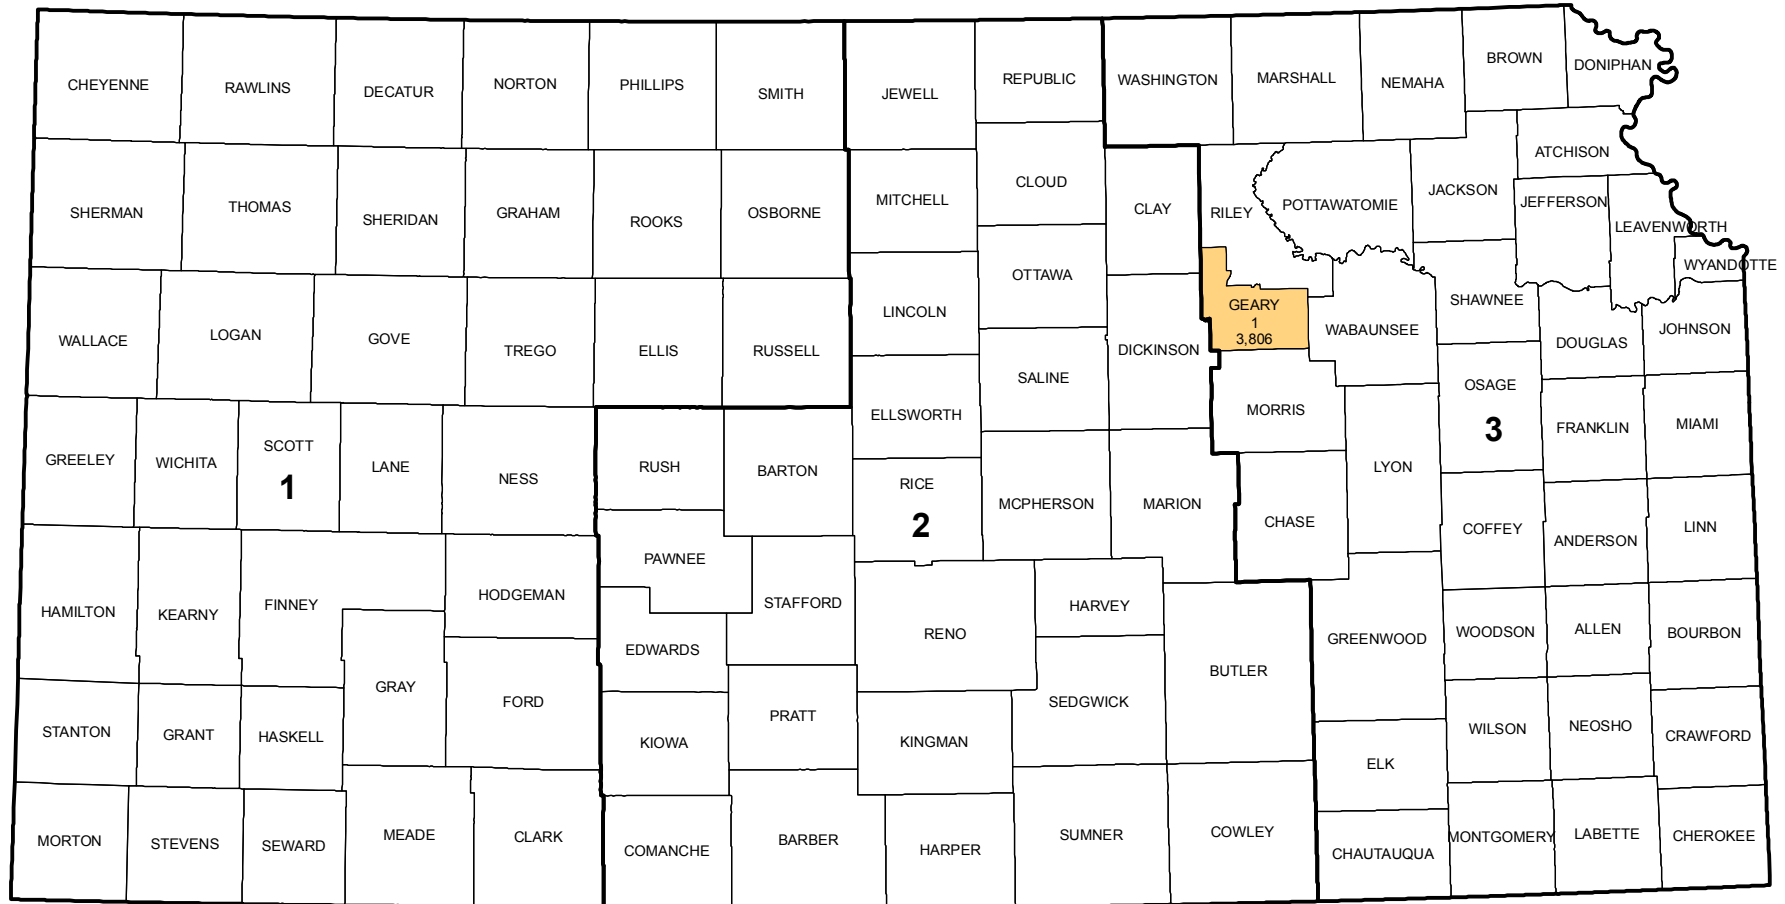 CHEYENNE
RAWLINS
DECATUR
NORTON
PHILLIPS
SMITH
JEWELL
REPUBLIC
WASHINGTON
MARSHALL
NEMAHA
BROWN
DONIPHAN
SHERMAN
THOMAS
SHERIDAN
GRAHAM
ROOKS
OSBORNE
MITCHELL
CLOUD
CLAY
RILEY
POTTAWATOMIE
JACKSON
ATCHISON
JEFFERSON
LEAVENWORTH
WYANDOTTE
WALLACE
LOGAN
GOVE
TREGO
ELLIS
RUSSELL
LINCOLN
OTTAWA
SALINE
DICKINSON
GEARY
1
3,806
WABAUNSEE
SHAWNEE
DOUGLAS
JOHNSON
GREELEY
WICHITA
SCOTT
1
LANE
NESS
RUSH
BARTON
ELLSWORTH
RICE
2
MCPHERSON
MARION
MORRIS
CHASE
LYON
OSAGE
3
FRANKLIN
MIAMI
COFFEY
ANDERSON
LINN
HAMILTON
KEARNY
FINNEY
HODGEMAN
PAWNEE
STAFFORD
EDWARDS
RENO
HARVEY
BUTLER
GREENWOOD
WOODSON
ALLEN
BOURBON
STANTON
GRANT
HASKELL
GRAY
FORD
KIOWA
PRATT
KINGMAN
SEDGWICK
ELK
WILSON
NEOSHO
CRAWFORD
MORTON
STEVENS
SEWARD
MEADE
CLARK
COMANCHE
BARBER
HARPER
SUMNER
COWLEY
CHAUTAUQUA
MONTGOMERY
LABETTE
CHEROKEE